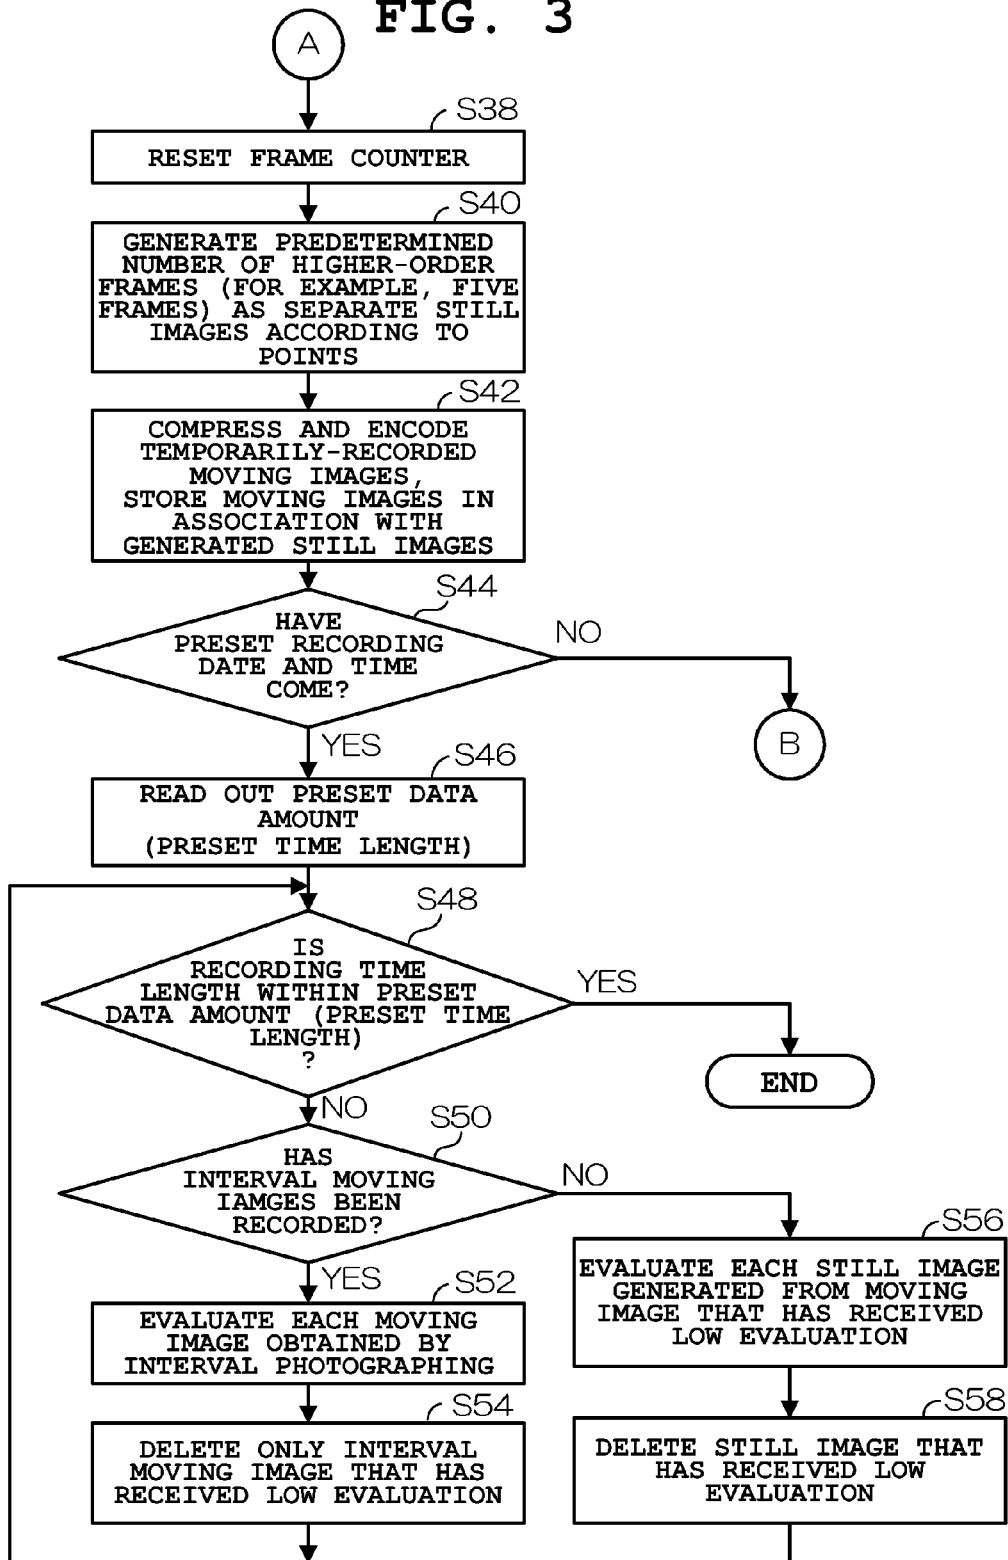 FIG. 3
A
S38
RESET FRAME COUNTER
S40
GENERATE PREDETERMINED
NUMBER OF HIGHER-ORDER
FRAMES (FOR EXAMPLE, FIVE
FRAMES) AS SEPARATE STILL
IMAGES ACCORDING TO
POINTS
S42
COMPRESS AND ENCODE
TEMPORARILY-RECORDED
MOVING IMAGES,
STORE MOVING IMAGES IN
ASSOCIATION WITH
GENERATED STILL IMAGES
S44
HAVE
PRESET RECORDING
DATE AND TIME
COME?
NO
B
YES
S46
READ OUT PRESET DATA
AMOUNT
(PRESET TIME LENGTH)
S48
IS
RECORDING TIME
LENGTH WITHIN PRESET
DATA AMOUNT (PRESET TIME
LENGTH)
?
YES
END
NO
S50
HAS
INTERVAL MOVING
IAMGES BEEN
RECORDED?
NO
YES
S52
EVALUATE EACH MOVING
IMAGE OBTAINED BY
INTERVAL PHOTOGRAPHING
S54
DELETE ONLY INTERVAL
MOVING IMAGE THAT HAS
RECEIVED LOW EVALUATION
S56
EVALUATE EACH STILL IMAGE
GENERATED FROM MOVING
IMAGE THAT HAS RECEIVED
LOW EVALUATION
S58
DELETE STILL IMAGE THAT
HAS RECEIVED LOW
EVALUATION